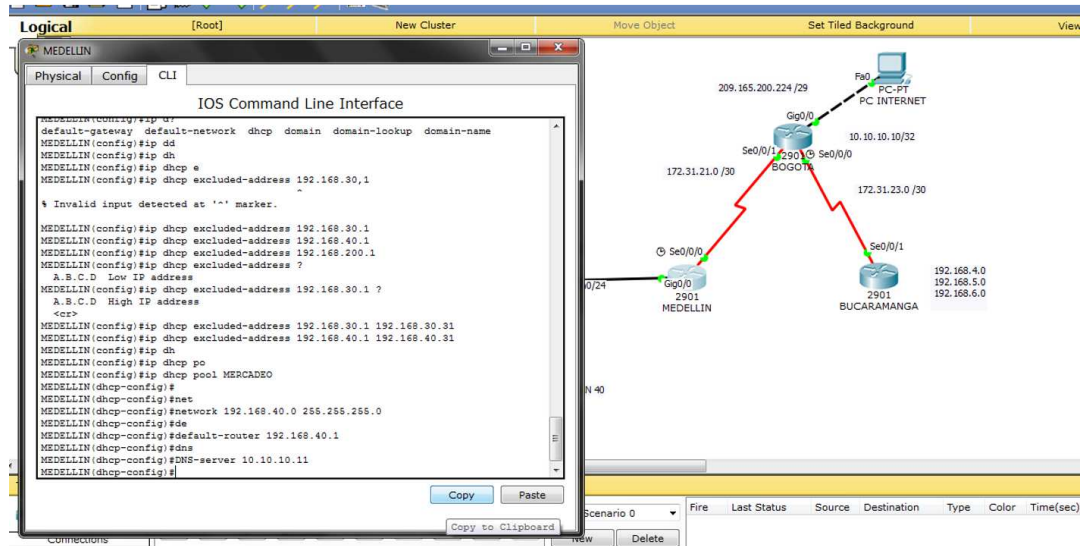 Logical
[Root]
New Cluster
Move Object
Set Tiled Background
View
MEDELLIN
Physical Config CLI
IOS Command Line Interface
MEDELLIN(config)#ip d?
default-gateway default-network dhcp domain domain-lookup domain-name
MEDELLIN(config)#ip dd
MEDELLIN(config)#ip dh
MEDELLIN(config)#ip dhcp e
MEDELLIN(config)#ip dhcp excluded-address 192.168.30,1
^
% Invalid input detected at '^' marker.
MEDELLIN(config)#ip dhcp excluded-address 192.168.30.1
MEDELLIN(config)#ip dhcp excluded-address 192.168.40.1
MEDELLIN(config)#ip dhcp excluded-address 192.168.200.1
MEDELLIN(config)#ip dhcp excluded-address ?
A.B.C.D Low IP address
MEDELLIN(config)#ip dhcp excluded-address 192.168.30.1 ?
A.B.C.D High IP address
<cr>
MEDELLIN(config)#ip dhcp excluded-address 192.168.30.1 192.168.30.31
MEDELLIN(config)#ip dhcp excluded-address 192.168.40.1 192.168.40.31
MEDELLIN(config)#ip dh
MEDELLIN(config)#ip dhcp po
MEDELLIN(config)#ip dhcp pool MERCADEO
MEDELLIN(dhcp-config)#
MEDELLIN(dhcp-config)#net
MEDELLIN(dhcp-config)#network 192.168.40.0 255.255.255.0
MEDELLIN(dhcp-config)#de
MEDELLIN(dhcp-config)#default-router 192.168.40.1
MEDELLIN(dhcp-config)#dns
MEDELLIN(dhcp-config)#DNS-server 10.10.10.11
MEDELLIN(dhcp-config)#
Copy Paste
Copy to Clipboard
Connections
209.165.200.224 /29
Fa0
PC-PT
PC INTERNET
Gig0/0
10.10.10.10/32
Se0/0/1
2901
Se0/0/0
BOGOTA
172.31.21.0 /30
172.31.23.0 /30
Se0/0/0
Se0/0/1
0/24
Gig0/0
2901
MEDELLIN
2901
BUCARAMANGA
192.168.4.0
192.168.5.0
192.168.6.0
N 40
Scenario 0
New
Delete
Fire Last Status Source Destination Type Color Time(sec)